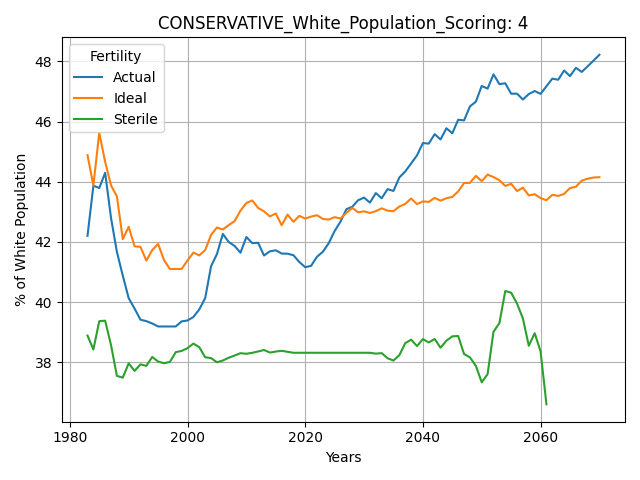 CONSERVATIVE_White_Population_Scoring: 4
Fertility
Actual
Ideal
Sterile
% of White Population
48
46
44
42
40
38
1980
2000
2020
2040
2060
Years